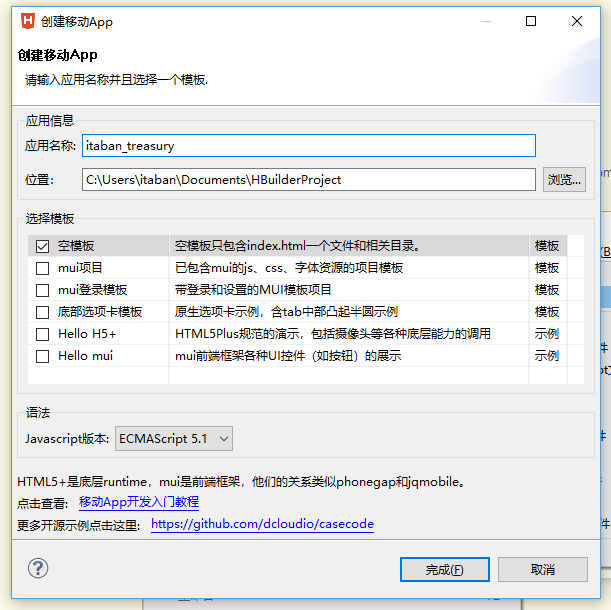 创建移动App
创建移动App
请输入应用名称并且选择一个模板.
应用信息
应用名称: itaban_treasury
位置: C:\Users\itaban\Documents\HBuilderProject 浏览...
选择模板
空模板 空模板只包含index.html一个文件和相关目录。 模板
mui项目 已包含mui的js、css、字体资源的项目模板 模板
mui登录模板 带登录和设置的MUI模板项目 模板
底部选项卡模板 原生选项卡示例，含tab中部凸起半圆示例 模板
Hello H5+ HTML5Plus规范的演示，包括摄像头等各种底层能力的调用 示例
Hello mui mui前端框架各种UI控件（如按钮）的展示 示例
语法
Javascript版本: ECMAScript 5.1
HTML5+是底层runtime，mui是前端框架，他们的关系类似phonegap和jqmobile。
点击查看: 移动App开发入门教程
更多开源示例点击这里: https://github.com/dcloudio/casecode
完成(F) 取消